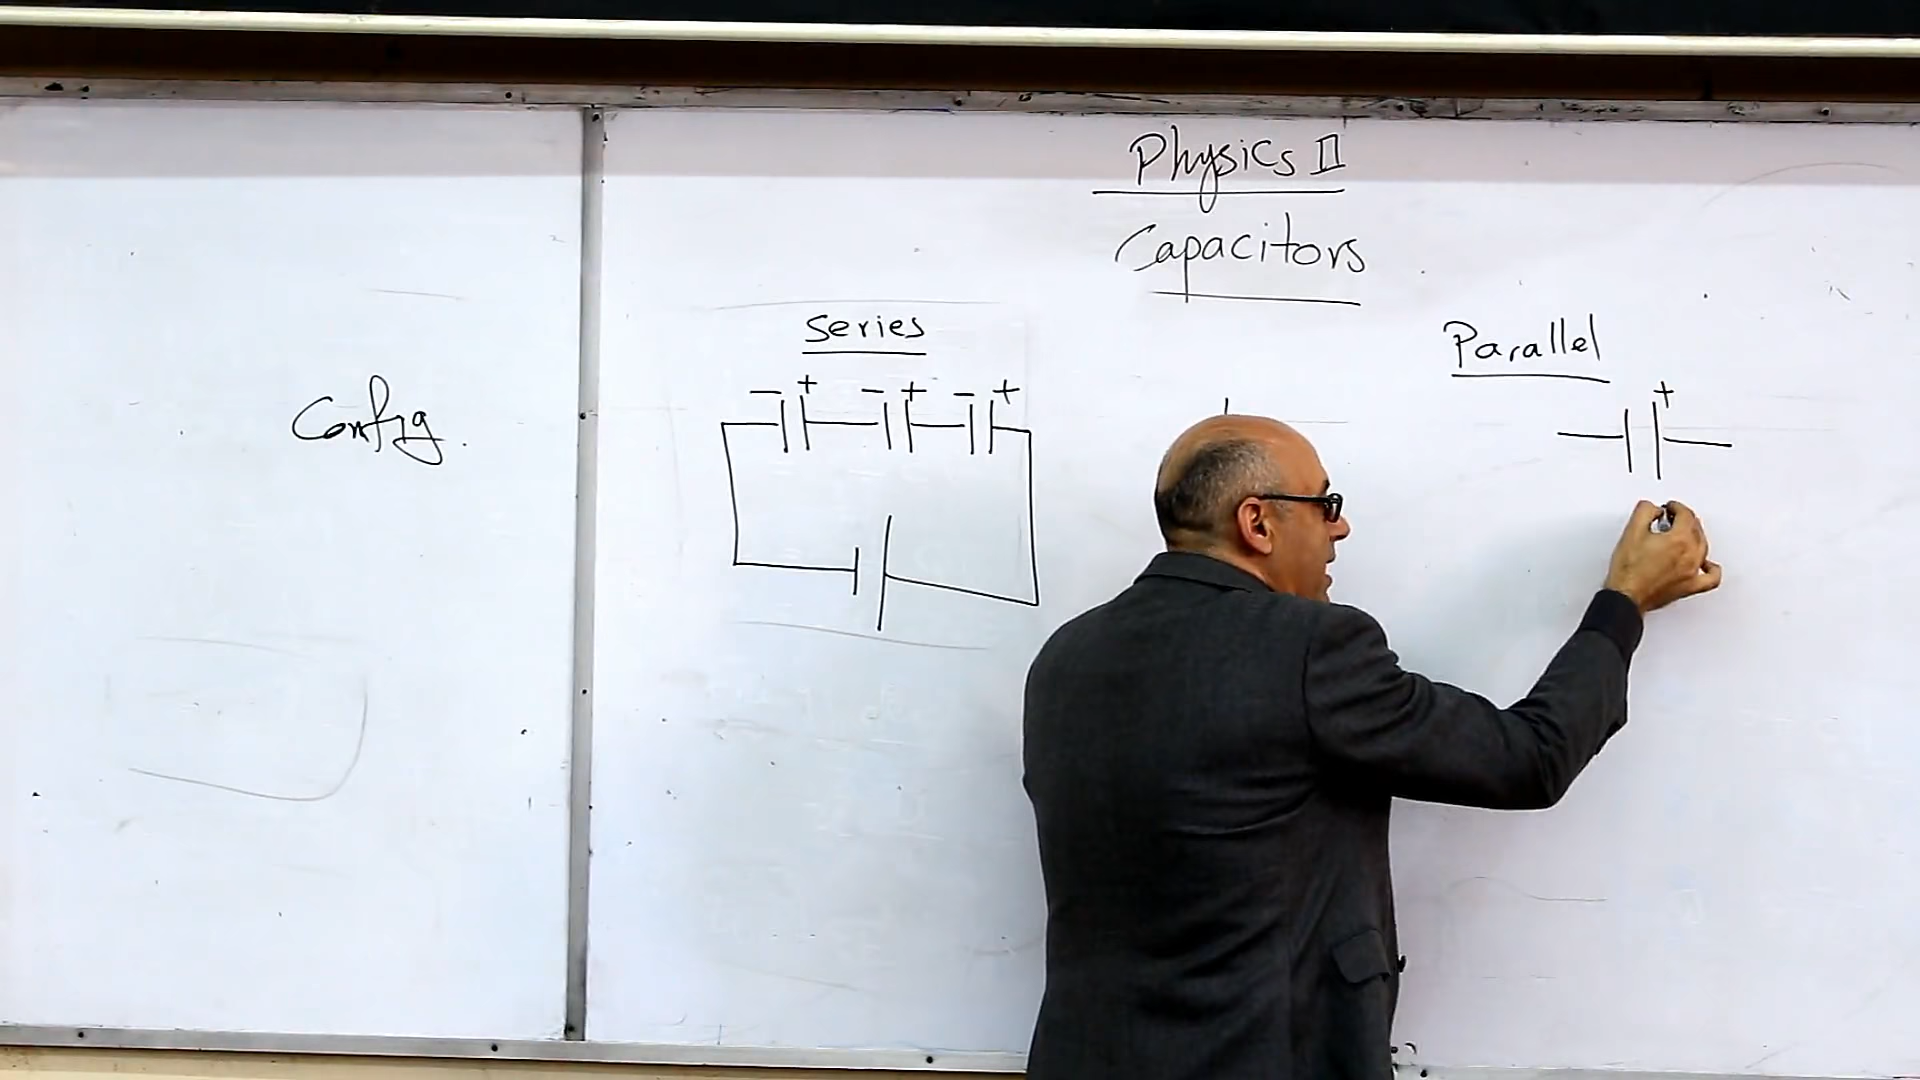 Physics II
Capacitors
Series
Parallel
Config.
- + - + - +
+